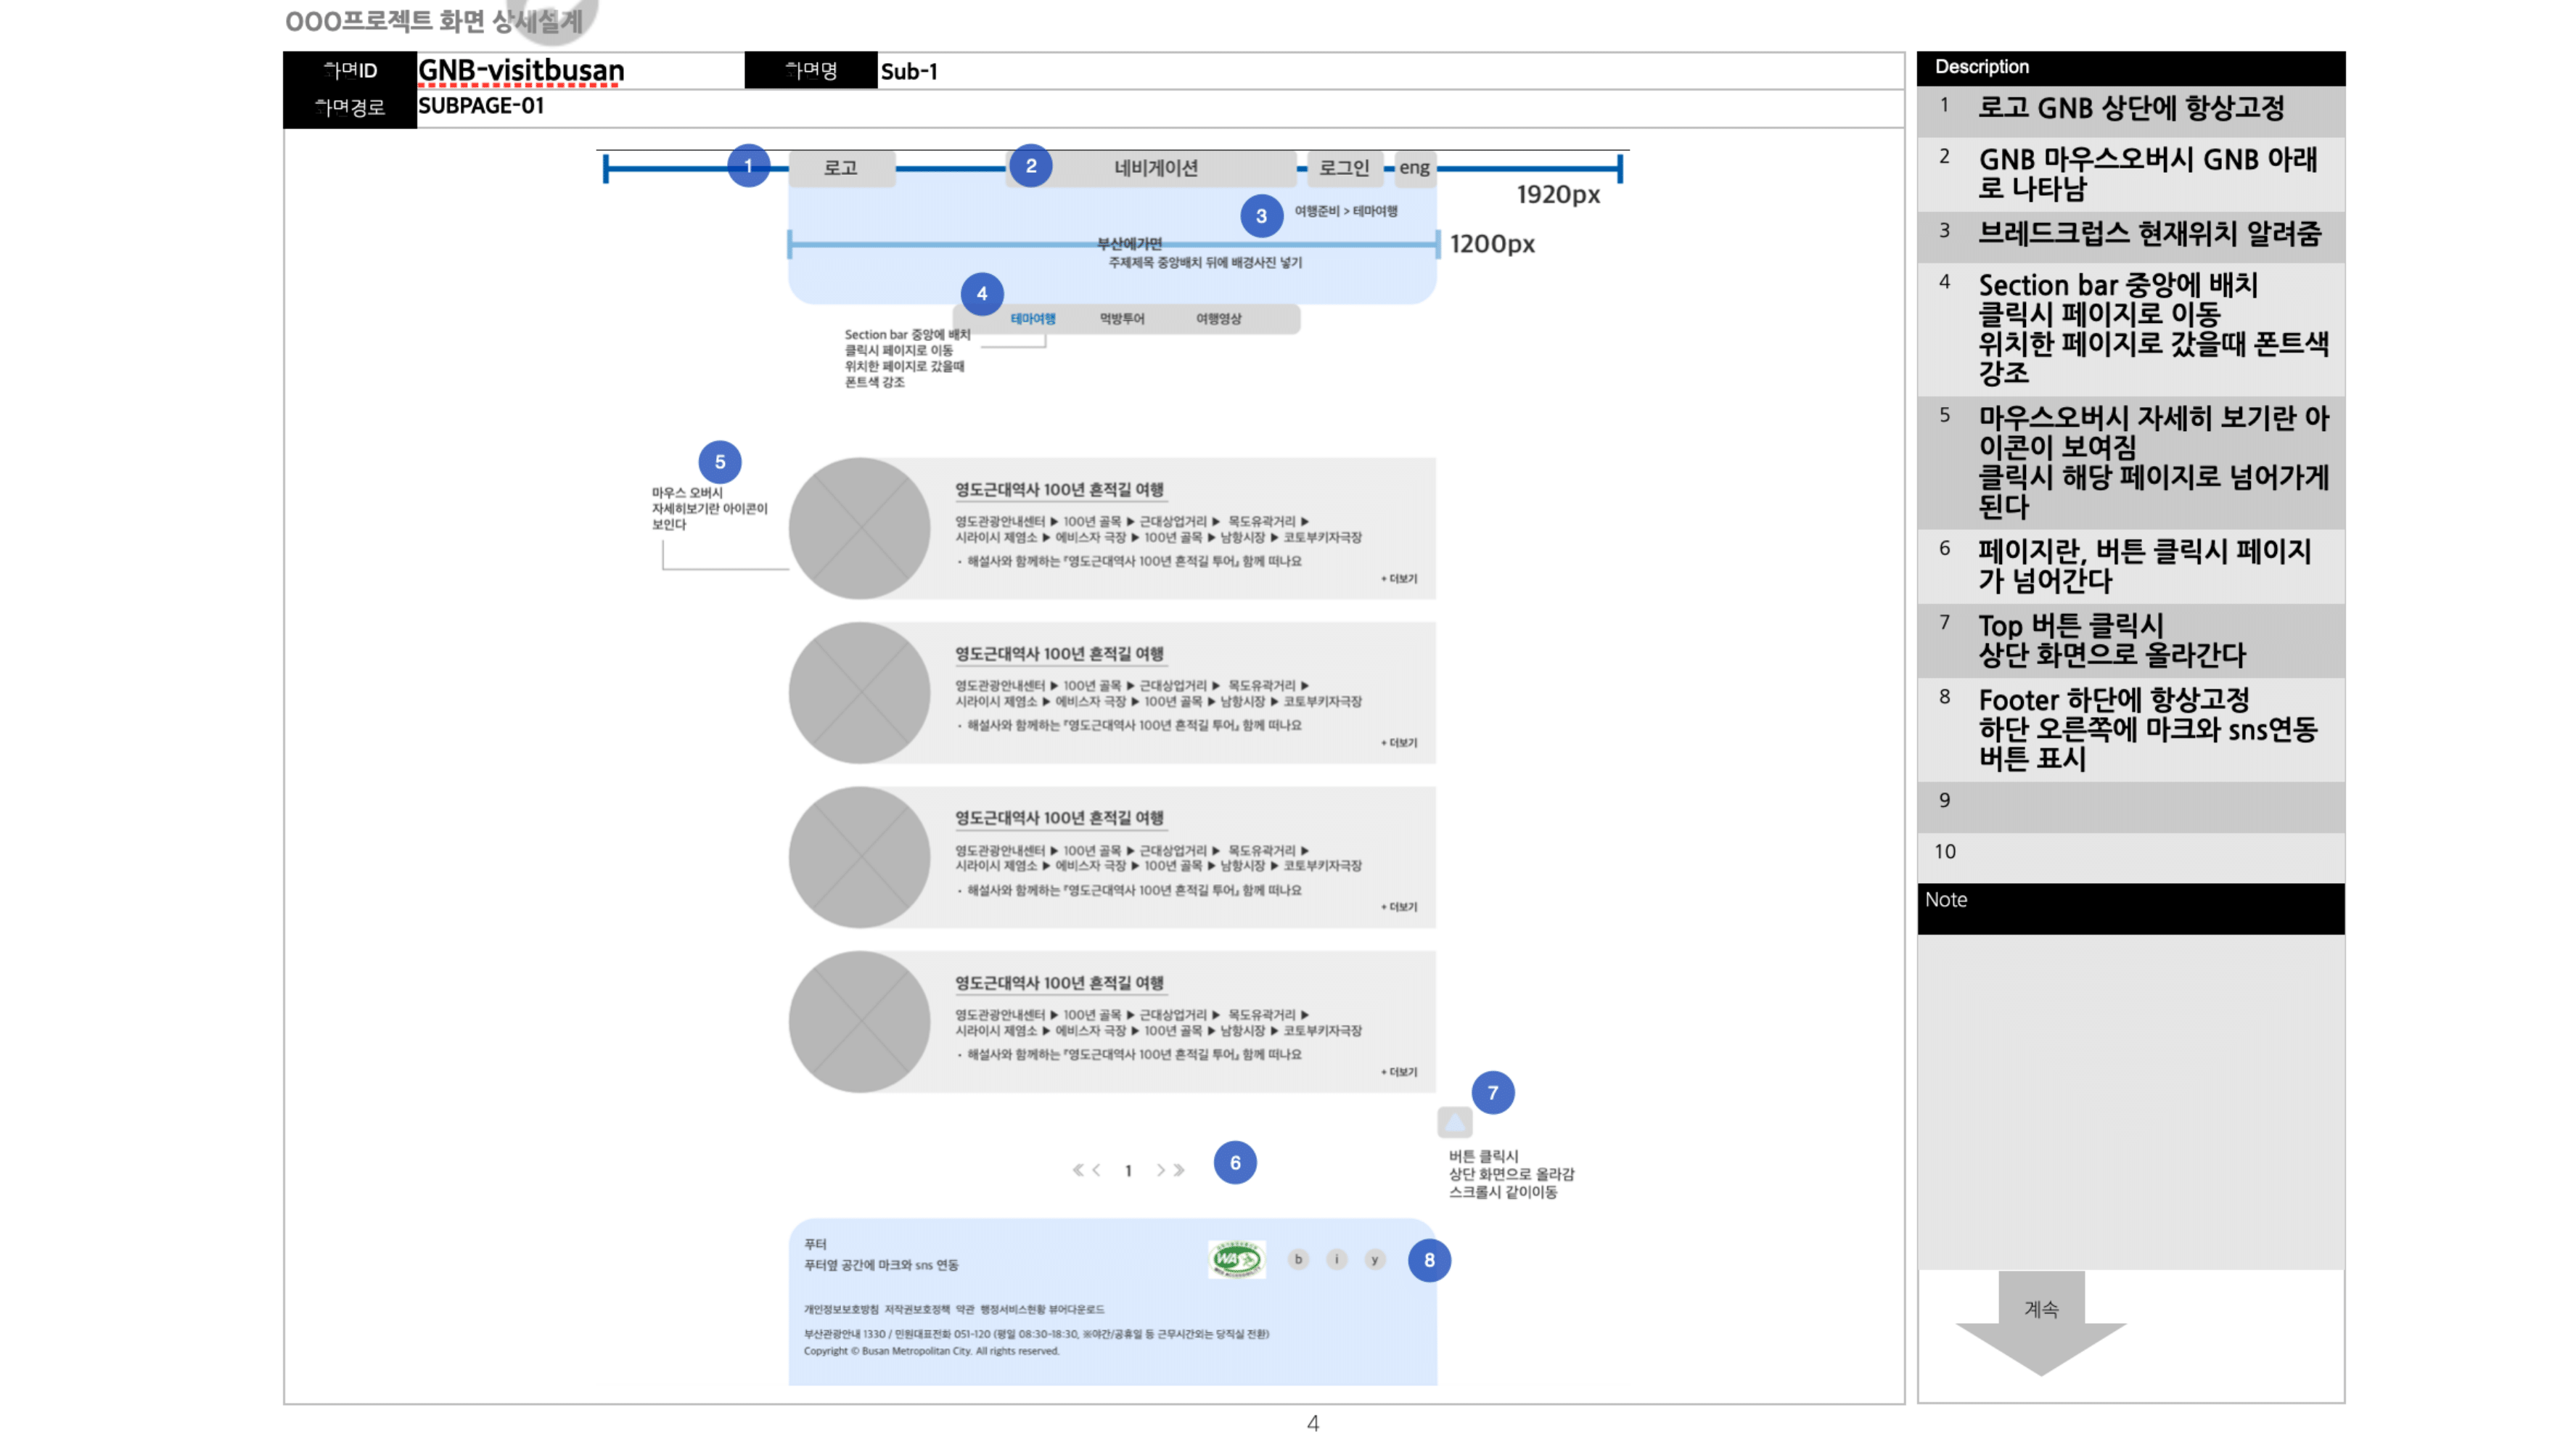 OOO프로젝트 화면 상세설계
화면ID
GNB-visitbusan
화면명
Sub-1
화면경로
SUBPAGE-01
1
로고
2
네비게이션
로그인
eng
1920px
3
여행준비 > 테마여행
부산에가면
1200px
주제제목 중앙배치 뒤에 배경사진 넣기
4
테마여행
먹방투어
여행영상
Section bar 중앙에 배치
클릭시 페이지로 이동
위치한 페이지로 갔을때
폰트색 강조
5
마우스 오버시
자세히보기란 아이콘이
보인다
영도근대역사 100년 흔적길 여행
영도관광안내센터 ▶ 100년 골목 ▶ 근대상업거리 ▶ 목도유곽거리 ▶
시라이시 제염소 ▶ 에비스자 극장 ▶ 100년 골목 ▶ 남항시장 ▶ 코토부키자극장
· 해설사와 함께하는 『영도근대역사 100년 흔적길 투어』 함께 떠나요
+ 더보기
영도근대역사 100년 흔적길 여행
영도관광안내센터 ▶ 100년 골목 ▶ 근대상업거리 ▶ 목도유곽거리 ▶
시라이시 제염소 ▶ 에비스자 극장 ▶ 100년 골목 ▶ 남항시장 ▶ 코토부키자극장
· 해설사와 함께하는 『영도근대역사 100년 흔적길 투어』 함께 떠나요
+ 더보기
영도근대역사 100년 흔적길 여행
영도관광안내센터 ▶ 100년 골목 ▶ 근대상업거리 ▶ 목도유곽거리 ▶
시라이시 제염소 ▶ 에비스자 극장 ▶ 100년 골목 ▶ 남항시장 ▶ 코토부키자극장
· 해설사와 함께하는 『영도근대역사 100년 흔적길 투어』 함께 떠나요
+ 더보기
영도근대역사 100년 흔적길 여행
영도관광안내센터 ▶ 100년 골목 ▶ 근대상업거리 ▶ 목도유곽거리 ▶
시라이시 제염소 ▶ 에비스자 극장 ▶ 100년 골목 ▶ 남항시장 ▶ 코토부키자극장
· 해설사와 함께하는 『영도근대역사 100년 흔적길 투어』 함께 떠나요
+ 더보기
7
버튼 클릭시
상단 화면으로 올라감
스크롤시 같이이동
1
6
푸터
푸터옆 공간에 마크와 sns 연동
WA
b
i
y
8
개인정보보호방침 저작권보호정책 약관 행정서비스헌황 뷰어다운로드
부산관광안내 1330 / 민원대표전화 051-120 (평일 08:30-18:30, ※야간/공휴일 등 근무시간외는 당직실 전환)
Copyright © Busan Metropolitan City. All rights reserved.
Description
1 로고 GNB 상단에 항상고정
2 GNB 마우스오버시 GNB 아래
로 나타남
3 브레드크럽스 현재위치 알려줌
4 Section bar 중앙에 배치
클릭시 페이지로 이동
위치한 페이지로 갔을때 폰트색
강조
5 마우스오버시 자세히 보기란 아
이콘이 보여짐
클릭시 해당 페이지로 넘어가게
된다
6 페이지란, 버튼 클릭시 페이지
가 넘어간다
7 Top 버튼 클릭시
상단 화면으로 올라간다
8 Footer 하단에 항상고정
하단 오른쪽에 마크와 sns연동
버튼 표시
9
10
Note
계속
4